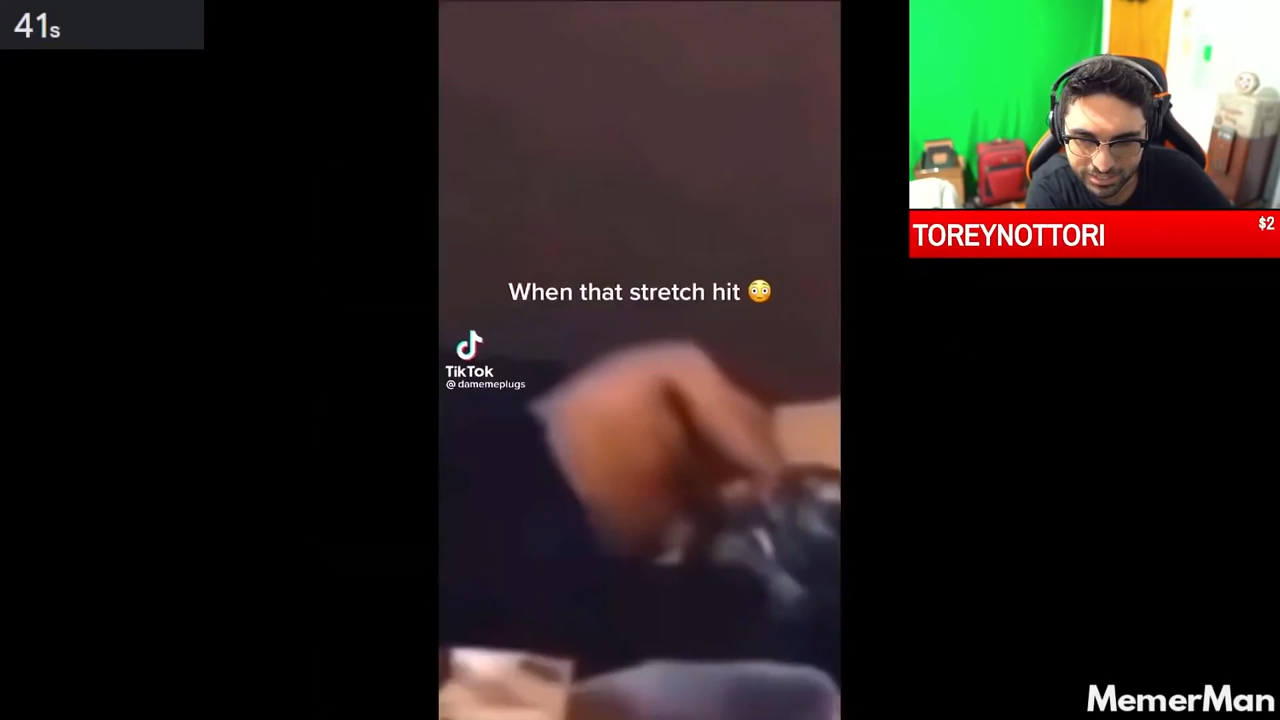 41s
When that stretch hit 😳
TikTok
@damemeplugs
TOREYNOTTORI
$2
MemerMan